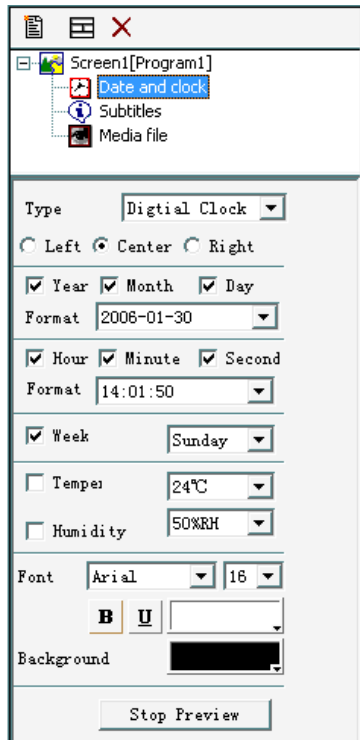 Screen1[Program1]
Date and clock
Subtitles
Media file
Type Digtial Clock
Left Center Right
Year Month Day
Format 2006-01-30
Hour Minute Second
Format 14:01:50
Week Sunday
Temper 24℃
Humidity 50%RH
Font Arial 16
B U
Background
Stop Preview